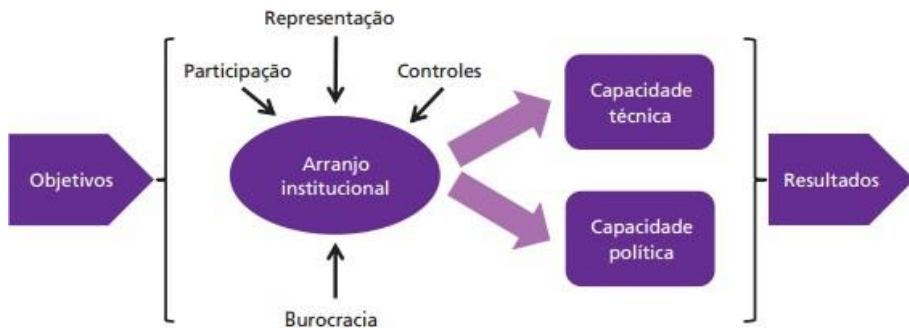 Representação
Participação
Controles
Capacidade
técnica
Objetivos
Arranjo
institucional
Resultados
Capacidade
política
Burocracia